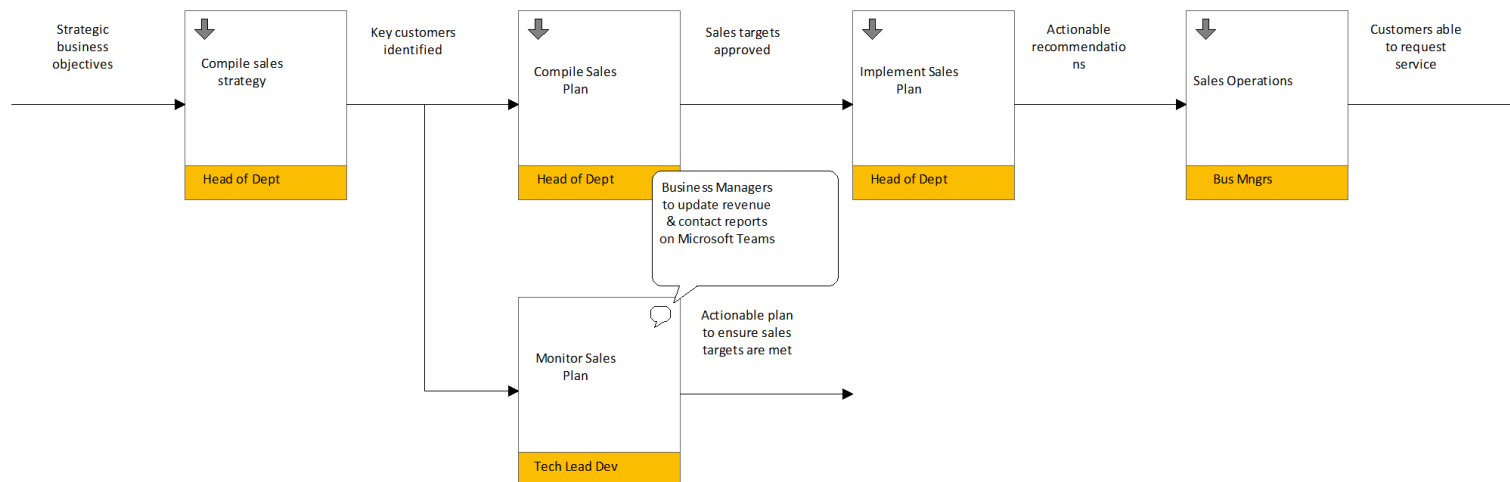 Strategic
business
objectives
Compile sales
strategy
Head of Dept
Key customers
identified
Compile Sales
Plan
Head of Dept
Sales targets
approved
Implement Sales
Plan
Head of Dept
Actionable
recommendatio
ns
Sales Operations
Bus Mngrs
Customers able
to request
service
Business Managers
to update revenue
& contact reports
on Microsoft Teams
Monitor Sales
Plan
Tech Lead Dev
Actionable plan
to ensure sales
targets are met